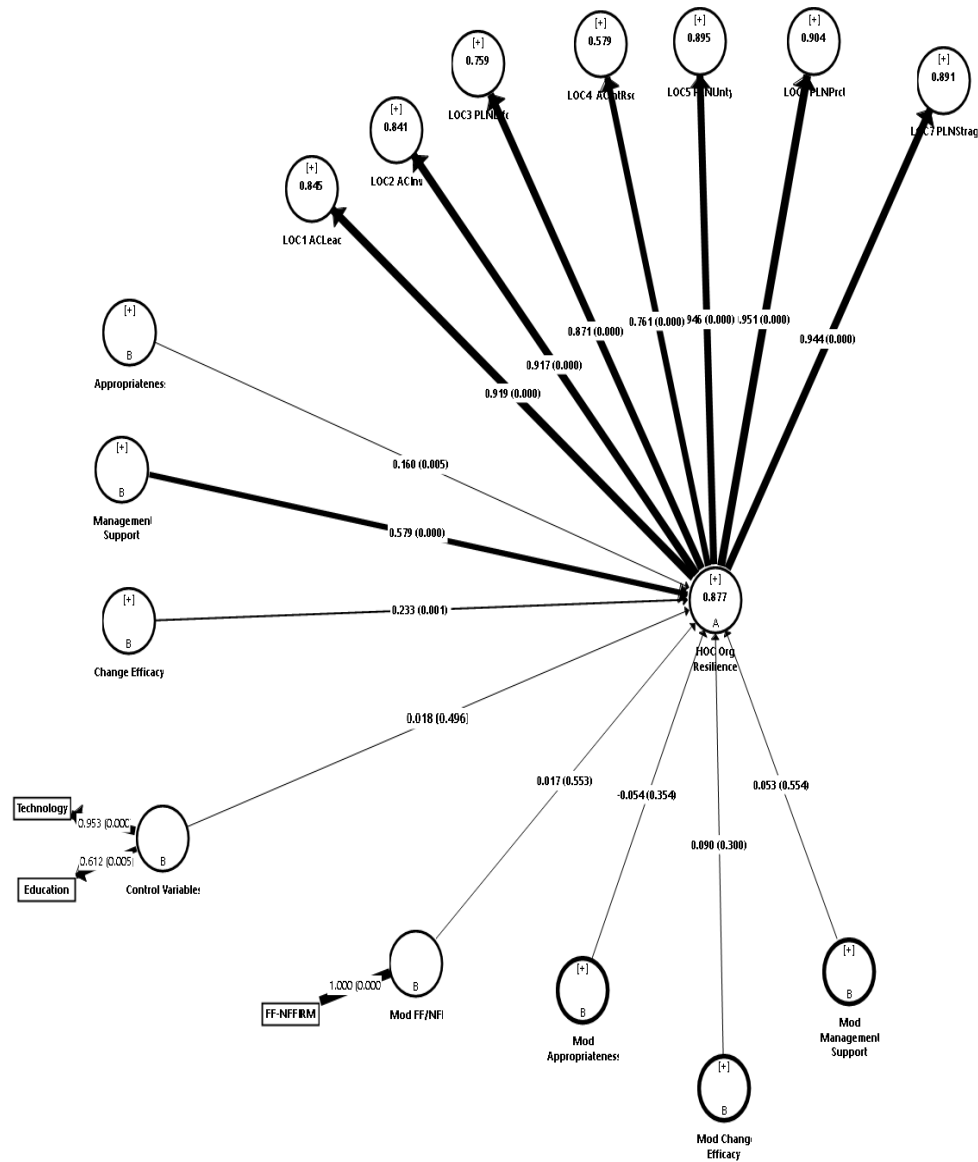 [+]
0.845
LOC1 ACLeac
[+]
0.841
LOC2 ACIns
[+]
0.759
LOC3
[+]
0.579
LOC4
[+]
0.895
LOC5
[+]
0.904
PLNPrcl
[+]
0.891
PLNStrag
0.919 (0.000)
0.917 (0.000)
0.871 (0.000)
0.761 (0.000)
946 (0.000)
.951 (0.000)
0.944 (0.000)
[+]
B
Appropriatenes
0.160 (0.005)
[+]
B
Management
Support
0.579 (0.000)
[+]
B
Change Efficacy
0.233 (0.001)
[+]
0.877
A
HOC Org
Resilience
0.018 (0.496)
Technology
0.953 (0.000
Education
0.612 (0.005)
B
Control Variables
0.017 (0.553)
-0.054 (0.354)
0.090 (0.300)
0.053 (0.554)
FF-NFFIRM
1.000 (0.000
B
Mod FF/NFI
[+]
B
Mod
Appropriateness
[+]
B
Mod Change
Efficacy
[+]
B
Mod
Management
Support